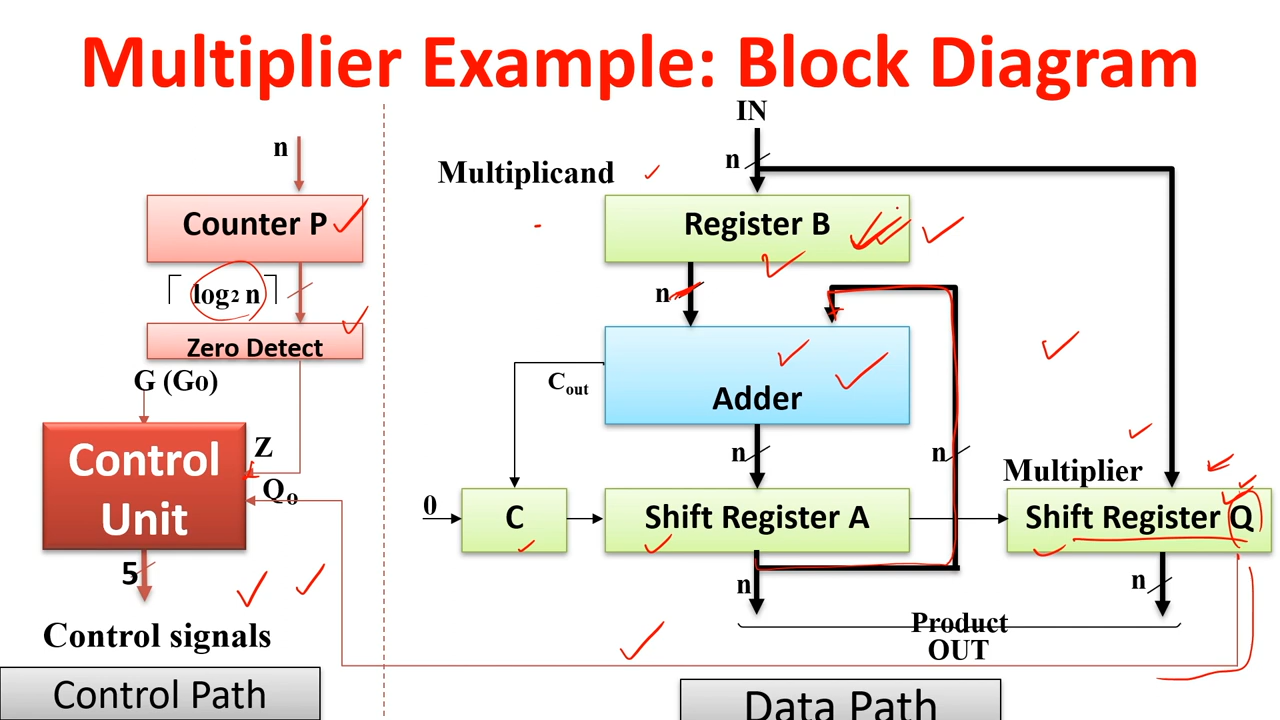 Multiplier Example: Block Diagram
IN
n
n
Multiplicand
Counter P
Register B
⌈log₂ n⌉
n
Zero Detect
G (Go)
Cout
Adder
Control
Unit
Z
Q₀
n
n
Multiplier
0
C
Shift Register A
Shift Register Q
5
n
n
Control signals
Product
OUT
Control Path
Data Path